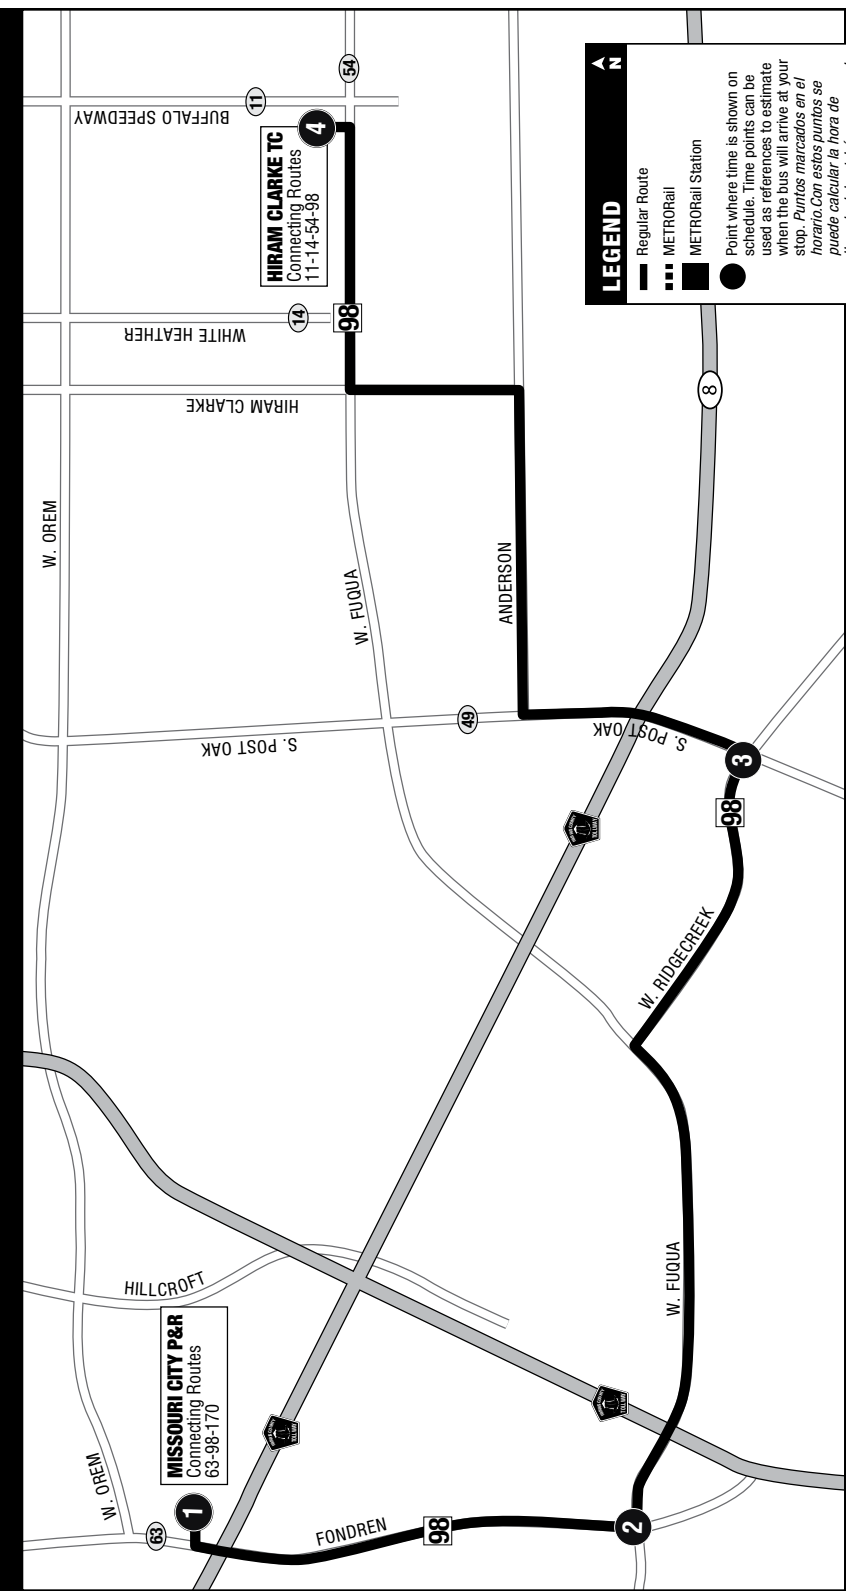 W. OREM
W. OREM
63
1
MISSOURI CITY P&R
Connecting Routes
63-98-170
HILLCROFT
FONDREN
98
2
W. FUQUA
W. RIDGECREEK
98
3
S. POST OAK
S. POST OAK
49
W. FUQUA
ANDERSON
HIRAM CLARKE
WHITE HEATHER
14
98
HIRAM CLARKE TC
Connecting Routes
11-14-54-98
4
BUFFALO SPEEDWAY
11
54
8
LEGEND
N
Regular Route
METRORail
METRORail Station
Point where time is shown on
schedule. Time points can be
used as references to estimate
when the bus will arrive at your
stop. Puntos marcados en el
horario.Con estos puntos se
puede calcular la hora de